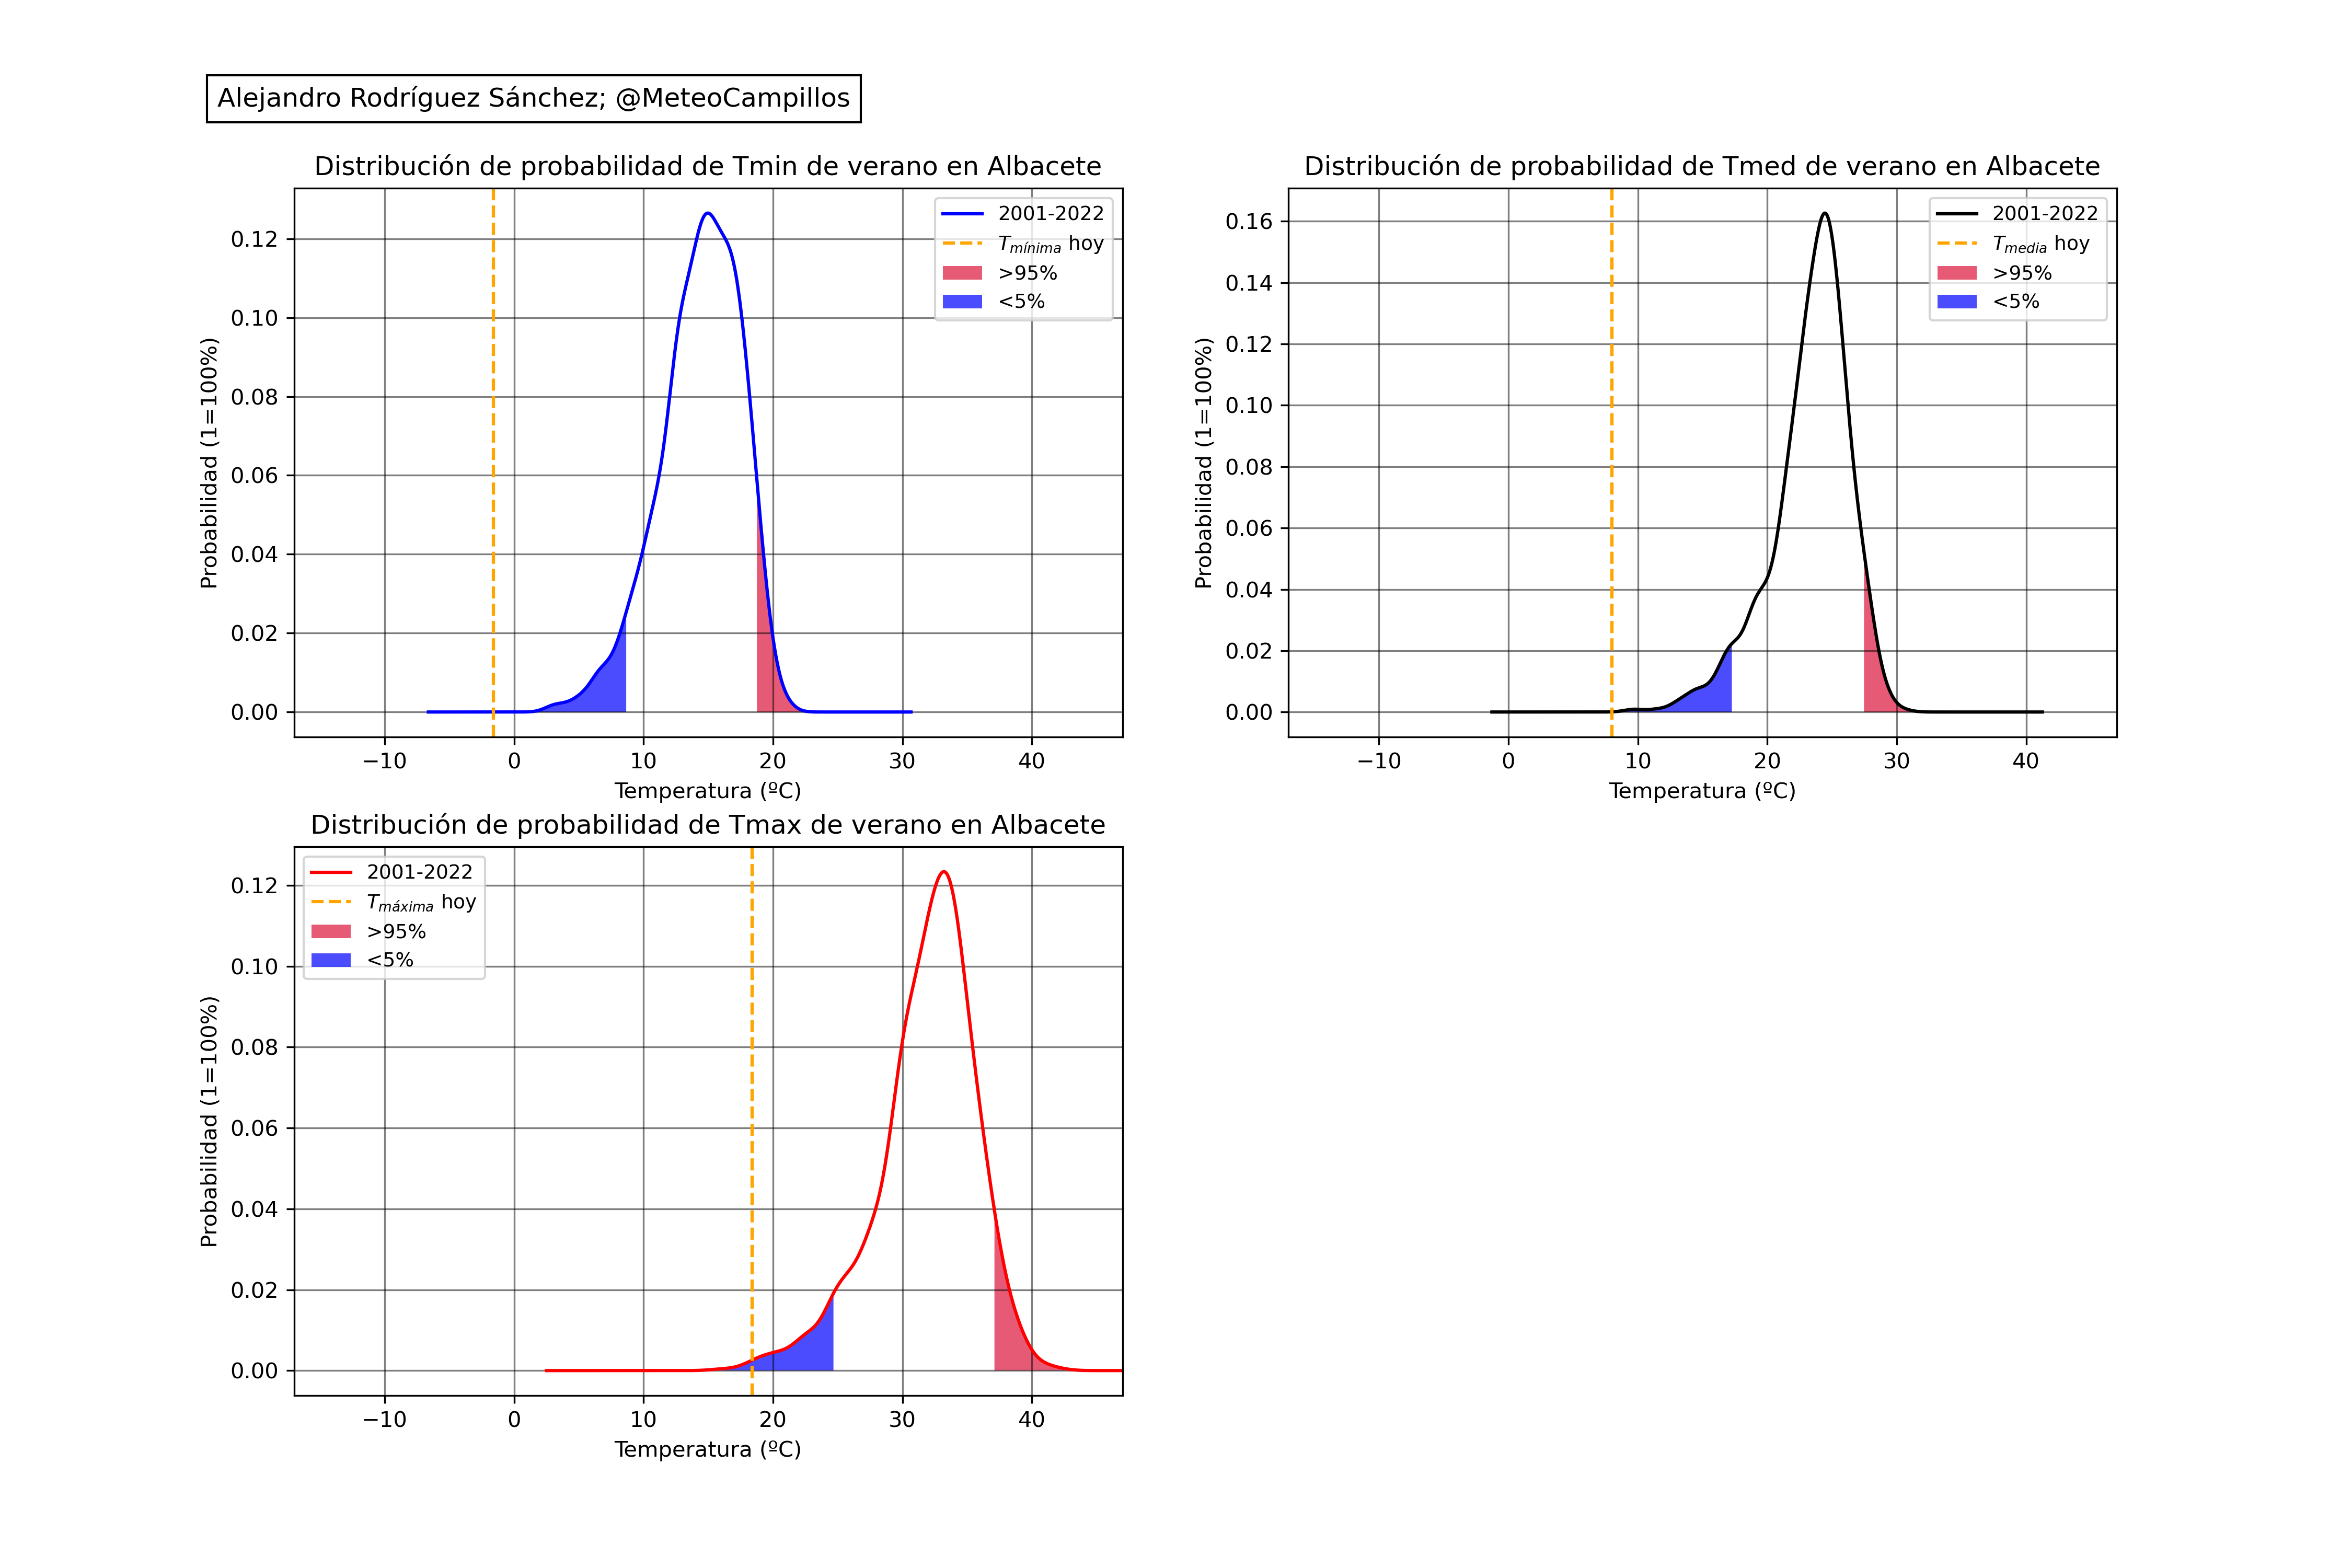 Alejandro Rodríguez Sánchez; @MeteoCampillos
Distribución de probabilidad de Tmin de verano en Albacete
Probabilidad (1=100%)
0.12
0.10
0.08
0.06
0.04
0.02
0.00
−10 0 10 20 30 40
Temperatura (ºC)
2001-2022
Tmínima hoy
>95%
<5%
Distribución de probabilidad de Tmed de verano en Albacete
Probabilidad (1=100%)
0.16
0.14
0.12
0.10
0.08
0.06
0.04
0.02
0.00
−10 0 10 20 30 40
Temperatura (ºC)
2001-2022
Tmedia hoy
>95%
<5%
Distribución de probabilidad de Tmax de verano en Albacete
Probabilidad (1=100%)
0.12
0.10
0.08
0.06
0.04
0.02
0.00
−10 0 10 20 30 40
Temperatura (ºC)
2001-2022
Tmáxima hoy
>95%
<5%